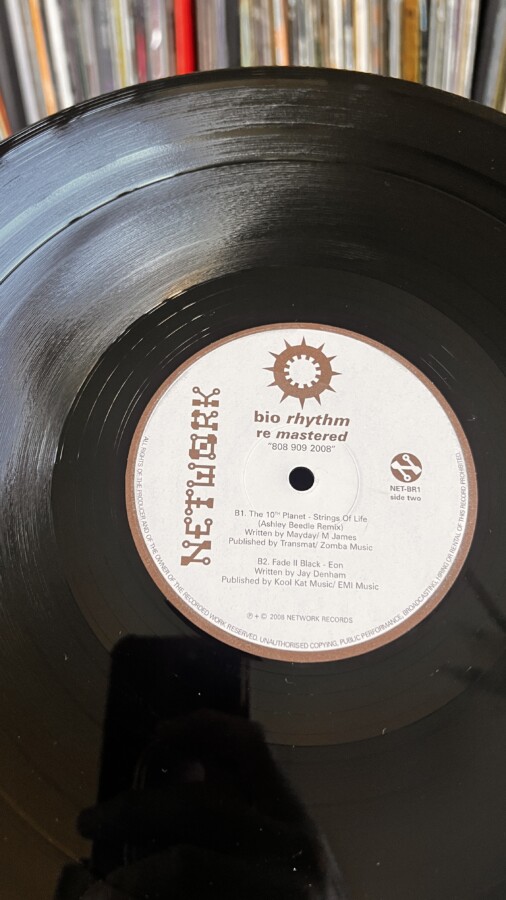 NETWORK
bio rhythm
re mastered
"808 909 2008"
NET-BR1
side two
B1. The 10TH Planet - Strings Of Life
(Ashley Beedle Remix)
Written by Mayday/ M James
Published by Transmat/ Zomba Music
B2. Fade II Black - Eon
Written by Jay Denham
Published by Kool Kat Music/ EMI Music
℗ + © 2008 NETWORK RECORDS
ALL RIGHTS OF THE PRODUCER AND OF THE OWNER OF THE RECORDED WORK RESERVED. UNAUTHORISED COPYING, PUBLIC PERFORMANCE, BROADCASTING, HIRING OR RENTAL OF THIS RECORD PROHIBITED.